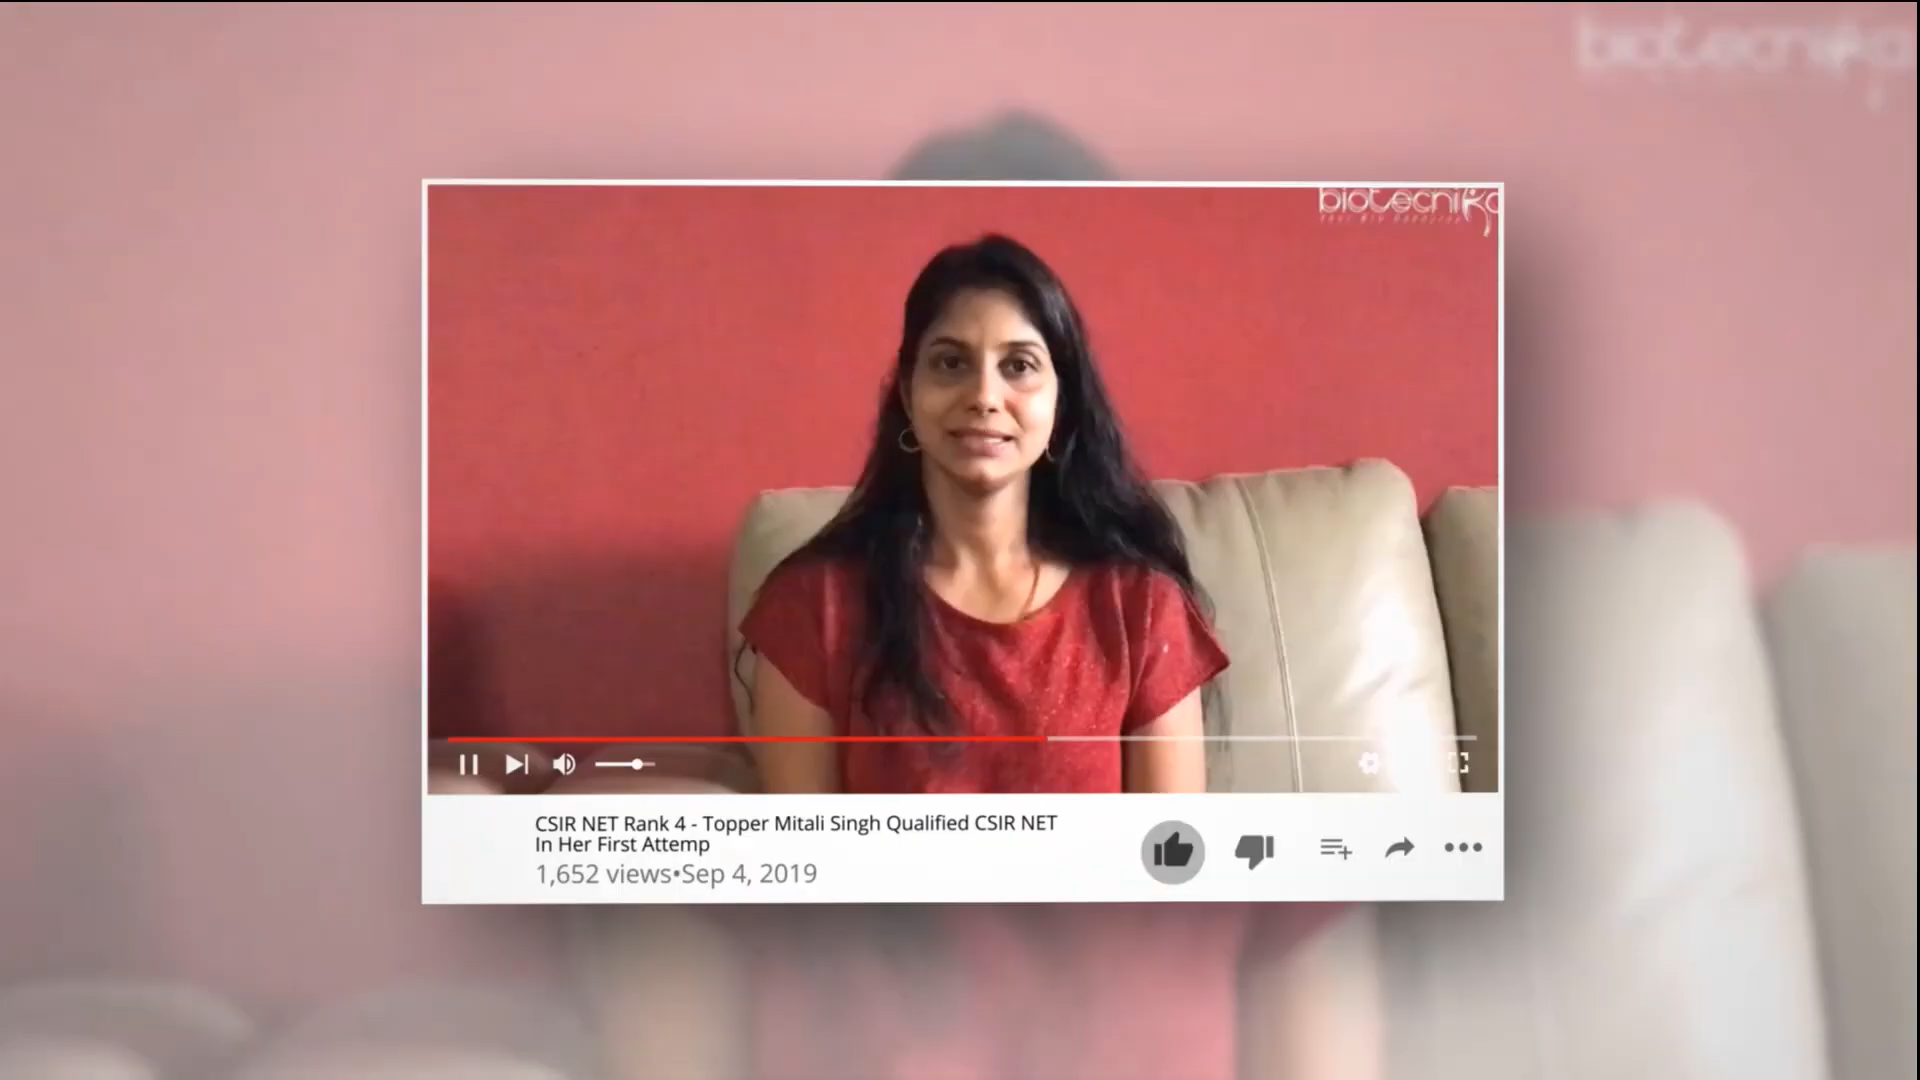 biotecnika
biotecnika
CSIR NET Rank 4 - Topper Mitali Singh Qualified CSIR NET
In Her First Attemp
1,652 views•Sep 4, 2019